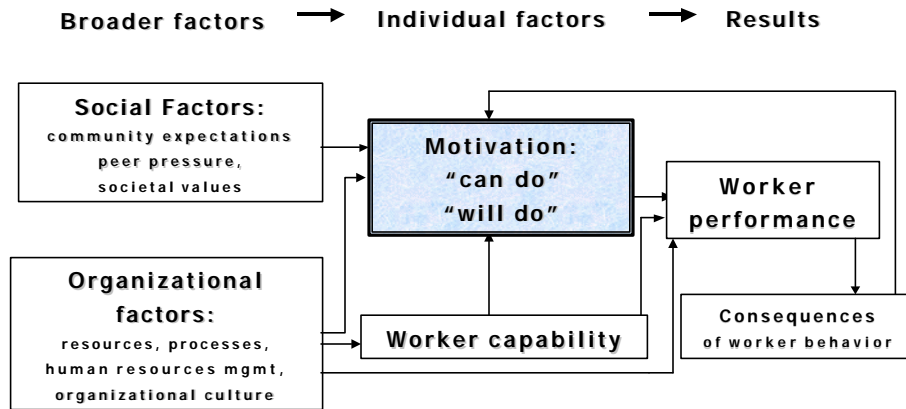 Broader factors Individual factors Results
Social Factors:
community expectations
peer pressure,
societal values
Motivation:
“can do”
“will do”
Worker
performance
Organizational
factors:
resources, processes,
human resources mgmt,
organizational culture
Worker capability
Consequences
of worker behavior